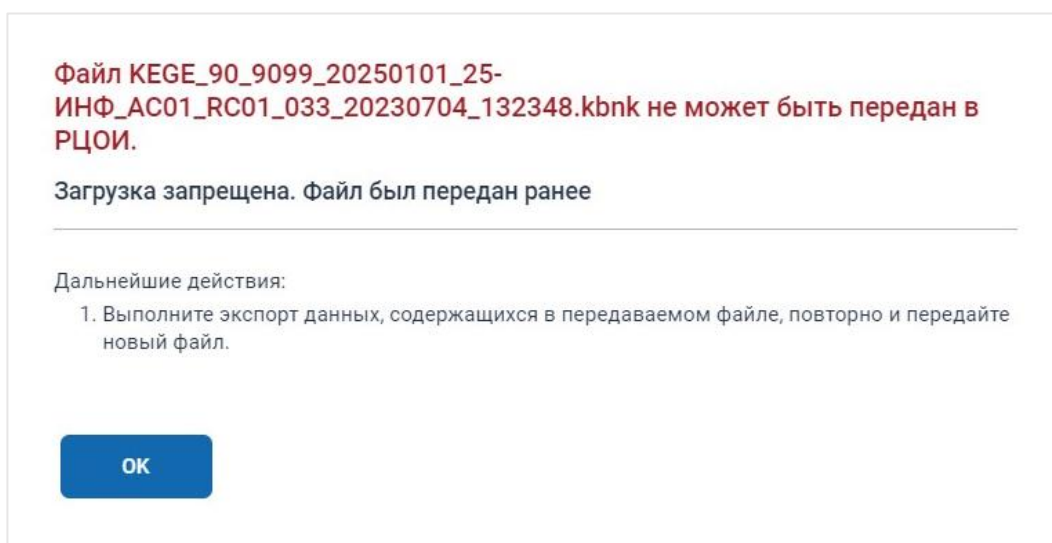 Файл KEGE_90_9099_20250101_25-
ИНФ_AC01_RC01_033_20230704_132348.kbnk не может быть передан в
РЦОИ.
Загрузка запрещена. Файл был передан ранее
Дальнейшие действия:
1. Выполните экспорт данных, содержащихся в передаваемом файле, повторно и передайте
новый файл.
OK